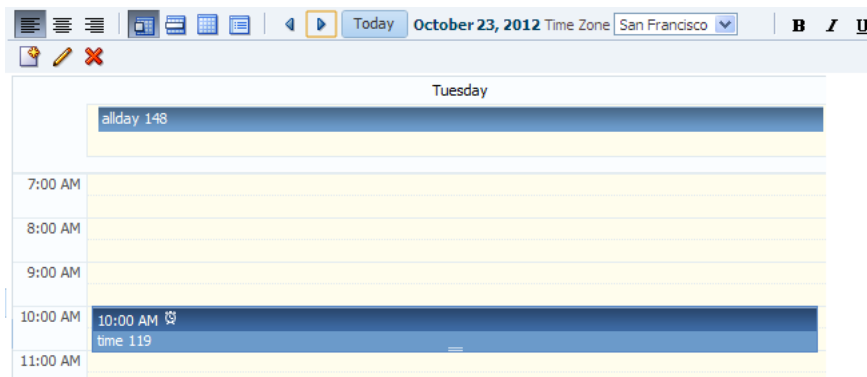 Today October 23, 2012 Time Zone San Francisco B I U
Tuesday
allday 148
7:00 AM
8:00 AM
9:00 AM
10:00 AM 10:00 AM
time 119
11:00 AM